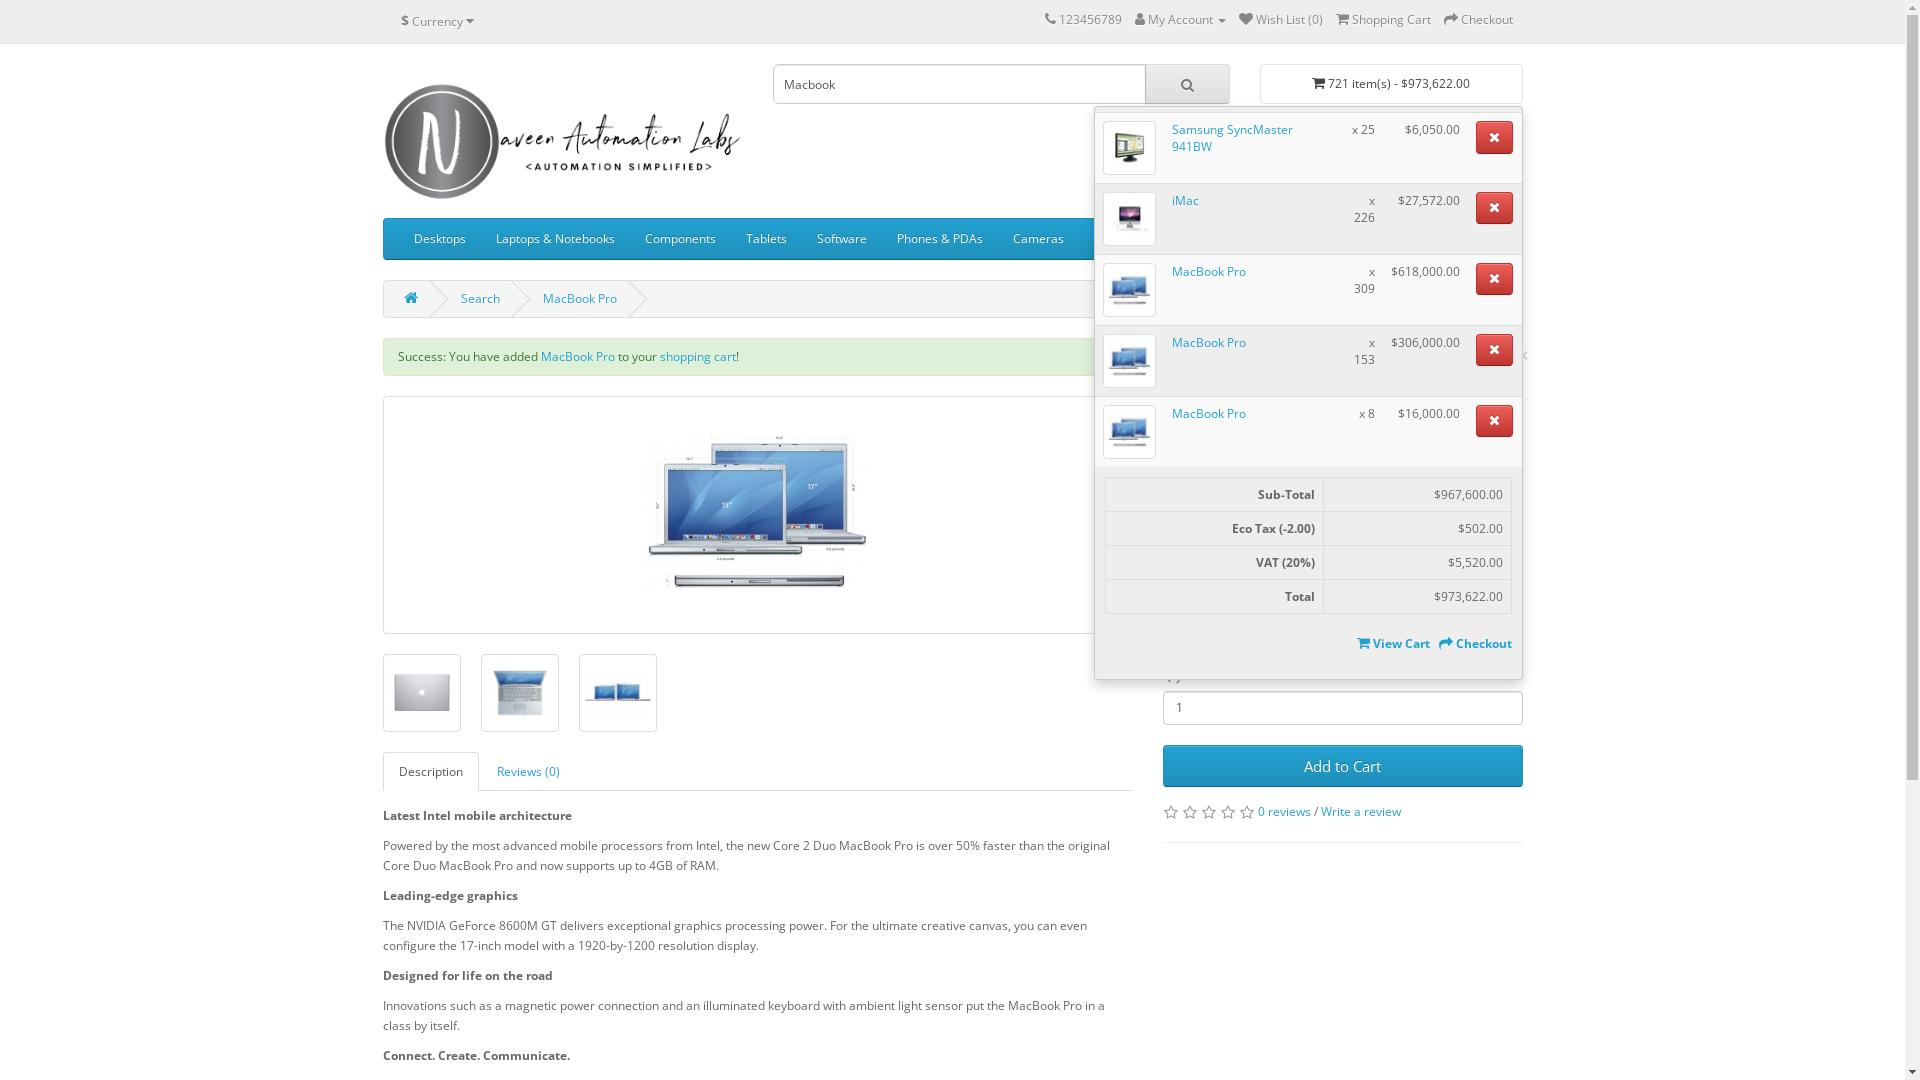 $ Currency
123456789 My Account Wish List (0) Shopping Cart Checkout
Macbook
721 item(s) - $973,622.00
N aveen Automation Labs
<AUTOMATION SIMPLIFIED>
Desktops Laptops & Notebooks Components Tablets Software Phones & PDAs Cameras
Search MacBook Pro
Success: You have added MacBook Pro to your shopping cart!
Samsung SyncMaster x 25 $6,050.00
941BW
iMac x $27,572.00
226
MacBook Pro x $618,000.00
309
MacBook Pro x $306,000.00
153
MacBook Pro x 8 $16,000.00
Sub-Total $967,600.00
Eco Tax (-2.00) $502.00
VAT (20%) $5,520.00
Total $973,622.00
View Cart Checkout
15"
17"
1
Add to Cart
0 reviews / Write a review
Description Reviews (0)
Latest Intel mobile architecture
Powered by the most advanced mobile processors from Intel, the new Core 2 Duo MacBook Pro is over 50% faster than the original
Core Duo MacBook Pro and now supports up to 4GB of RAM.
Leading-edge graphics
The NVIDIA GeForce 8600M GT delivers exceptional graphics processing power. For the ultimate creative canvas, you can even
configure the 17-inch model with a 1920-by-1200 resolution display.
Designed for life on the road
Innovations such as a magnetic power connection and an illuminated keyboard with ambient light sensor put the MacBook Pro in a
class by itself.
Connect. Create. Communicate.